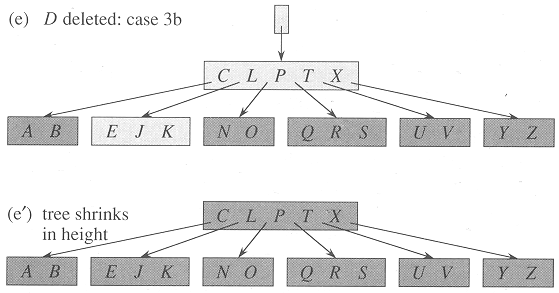 (e) D deleted: case 3b
C L P T X
A B E J K N O Q R S U V Y Z
(e′) tree shrinks
in height
C L P T X
A B E J K N O Q R S U V Y Z